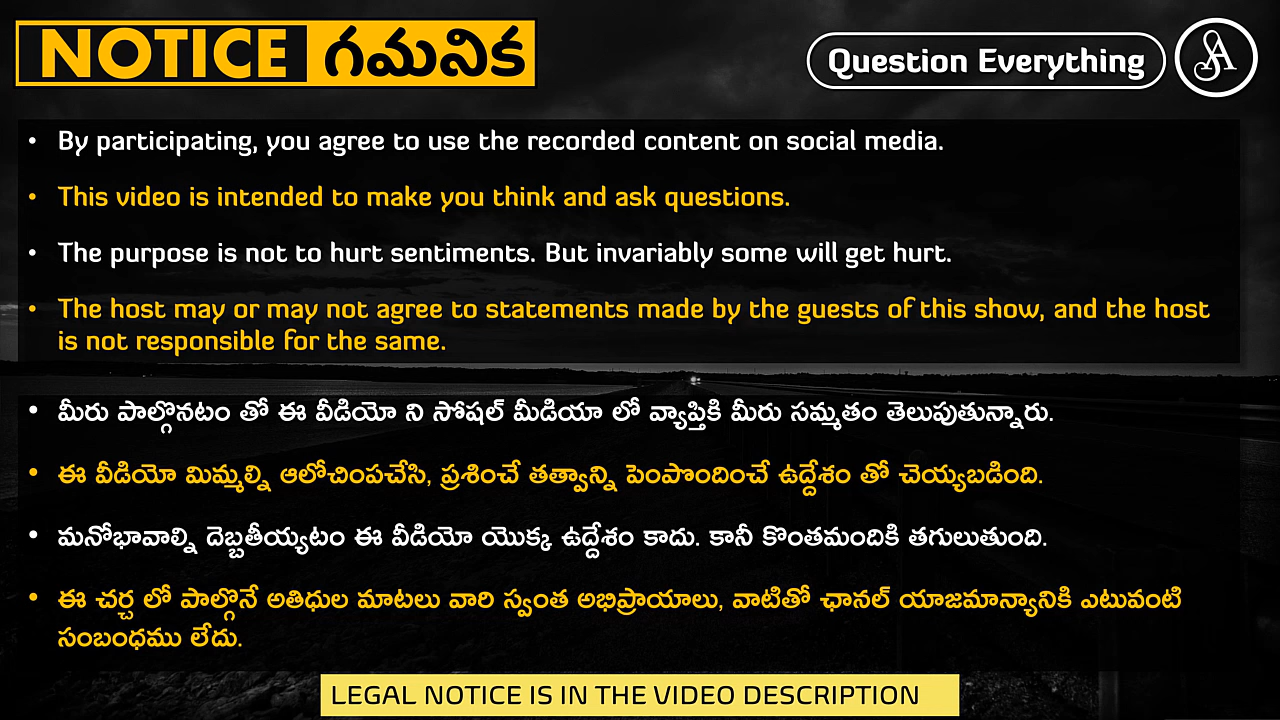 NOTICE గమనిక
Question Everything
• By participating, you agree to use the recorded content on social media.
• This video is intended to make you think and ask questions.
• The purpose is not to hurt sentiments. But invariably some will get hurt.
• The host may or may not agree to statements made by the guests of this show, and the host
is not responsible for the same.
• మీరు పాల్గొనటం తో ఈ వీడియో ని సోషల్ మీడియా లో వ్యాప్తికి మీరు సమ్మతం తెలుపుతున్నారు.
• ఈ వీడియో మిమ్మల్ని ఆలోచింపచేసి, ప్రశించే తత్వాన్ని పెంపొందించే ఉద్దేశం తో చెయ్యబడింది.
• మనోభావాల్ని దెబ్బతీయ్యటం ఈ వీడియో యొక్క ఉద్దేశం కాదు. కానీ కొంతమందికి తగులుతుంది.
• ఈ చర్చ లో పాల్గొనే అతిధుల మాటలు వారి స్వంత అభిప్రాయాలు, వాటితో ఛానల్ యాజమాన్యానికి ఎటువంటి
సంబంధము లేదు.
LEGAL NOTICE IS IN THE VIDEO DESCRIPTION